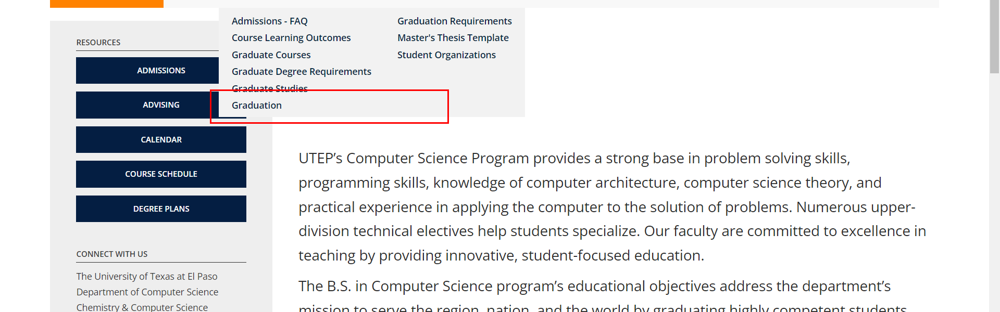 Admissions - FAQ
Course Learning Outcomes
Graduate Courses
Graduate Degree Requirements
Graduate Studies
Graduation
Graduation Requirements
Master's Thesis Template
Student Organizations
RESOURCES
ADMISSIONS
ADVISING
CALENDAR
COURSE SCHEDULE
DEGREE PLANS
CONNECT WITH US
The University of Texas at El Paso
Department of Computer Science
Chemistry & Computer Science
UTEP’s Computer Science Program provides a strong base in problem solving skills,
programming skills, knowledge of computer architecture, computer science theory, and
practical experience in applying the computer to the solution of problems. Numerous upper-
division technical electives help students specialize. Our faculty are committed to excellence in
teaching by providing innovative, student-focused education.
The B.S. in Computer Science program’s educational objectives address the department’s
mission to serve the region, nation, and the world by graduating highly competent students